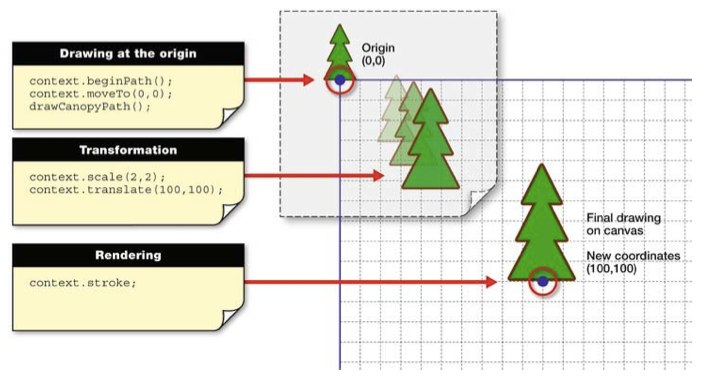 Drawing at the origin
context.beginPath();
context.moveTo(0,0);
drawCanopyPath();
Transformation
context.scale(2,2);
context.translate(100,100);
Rendering
context.stroke;
Origin
(0,0)
Final drawing
on canvas
New coordinates
(100,100)